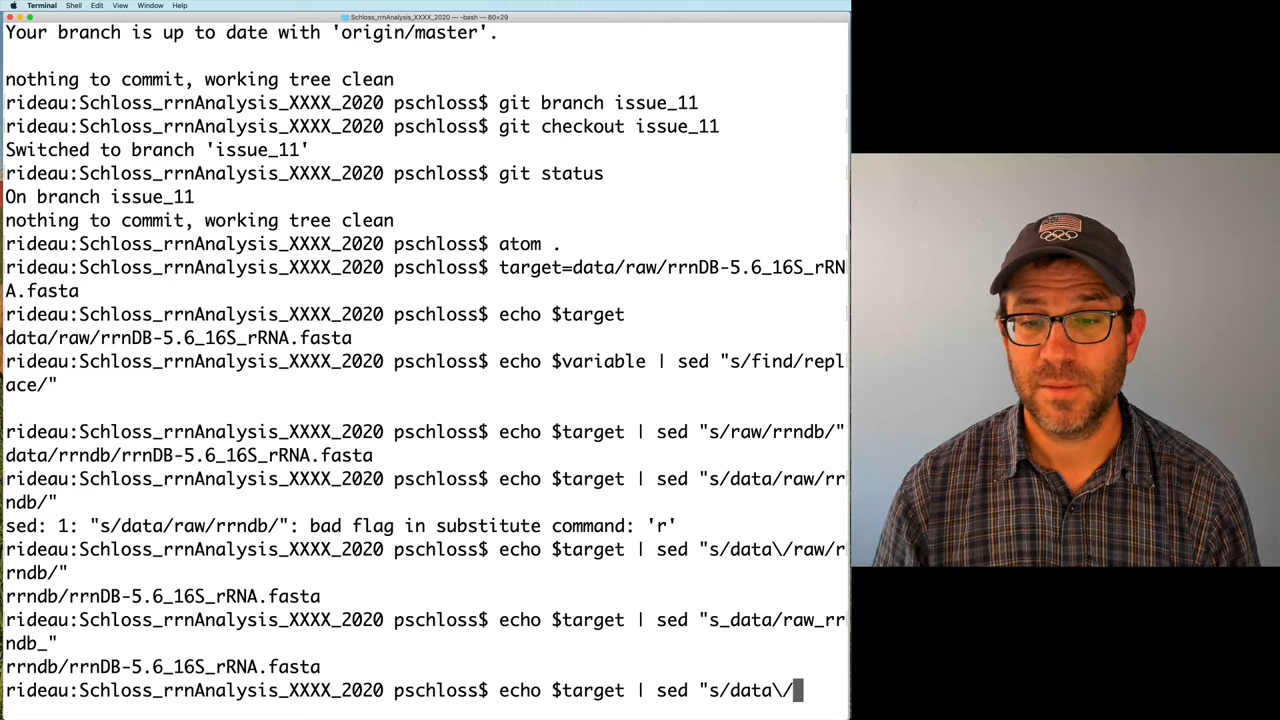 Terminal Shell Edit View Window Help
Schloss_rrnAnalysis_XXXX_2020 — -bash — 80×29
Your branch is up to date with 'origin/master'.
nothing to commit, working tree clean
rideau:Schloss_rrnAnalysis_XXXX_2020 pschloss$ git branch issue_11
rideau:Schloss_rrnAnalysis_XXXX_2020 pschloss$ git checkout issue_11
Switched to branch 'issue_11'
rideau:Schloss_rrnAnalysis_XXXX_2020 pschloss$ git status
On branch issue_11
nothing to commit, working tree clean
rideau:Schloss_rrnAnalysis_XXXX_2020 pschloss$ atom .
rideau:Schloss_rrnAnalysis_XXXX_2020 pschloss$ target=data/raw/rrnDB-5.6_16S_rRN
A.fasta
rideau:Schloss_rrnAnalysis_XXXX_2020 pschloss$ echo $target
data/raw/rrnDB-5.6_16S_rRNA.fasta
rideau:Schloss_rrnAnalysis_XXXX_2020 pschloss$ echo $variable | sed "s/find/repl
ace/"
rideau:Schloss_rrnAnalysis_XXXX_2020 pschloss$ echo $target | sed "s/raw/rrndb/"
data/rrndb/rrnDB-5.6_16S_rRNA.fasta
rideau:Schloss_rrnAnalysis_XXXX_2020 pschloss$ echo $target | sed "s/data/raw/rr
ndb/"
sed: 1: "s/data/raw/rrndb/": bad flag in substitute command: 'r'
rideau:Schloss_rrnAnalysis_XXXX_2020 pschloss$ echo $target | sed "s/data\/raw/r
rndb/"
rrndb/rrnDB-5.6_16S_rRNA.fasta
rideau:Schloss_rrnAnalysis_XXXX_2020 pschloss$ echo $target | sed "s_data/raw_rr
ndb_"
rrndb/rrnDB-5.6_16S_rRNA.fasta
rideau:Schloss_rrnAnalysis_XXXX_2020 pschloss$ echo $target | sed "s/data\/